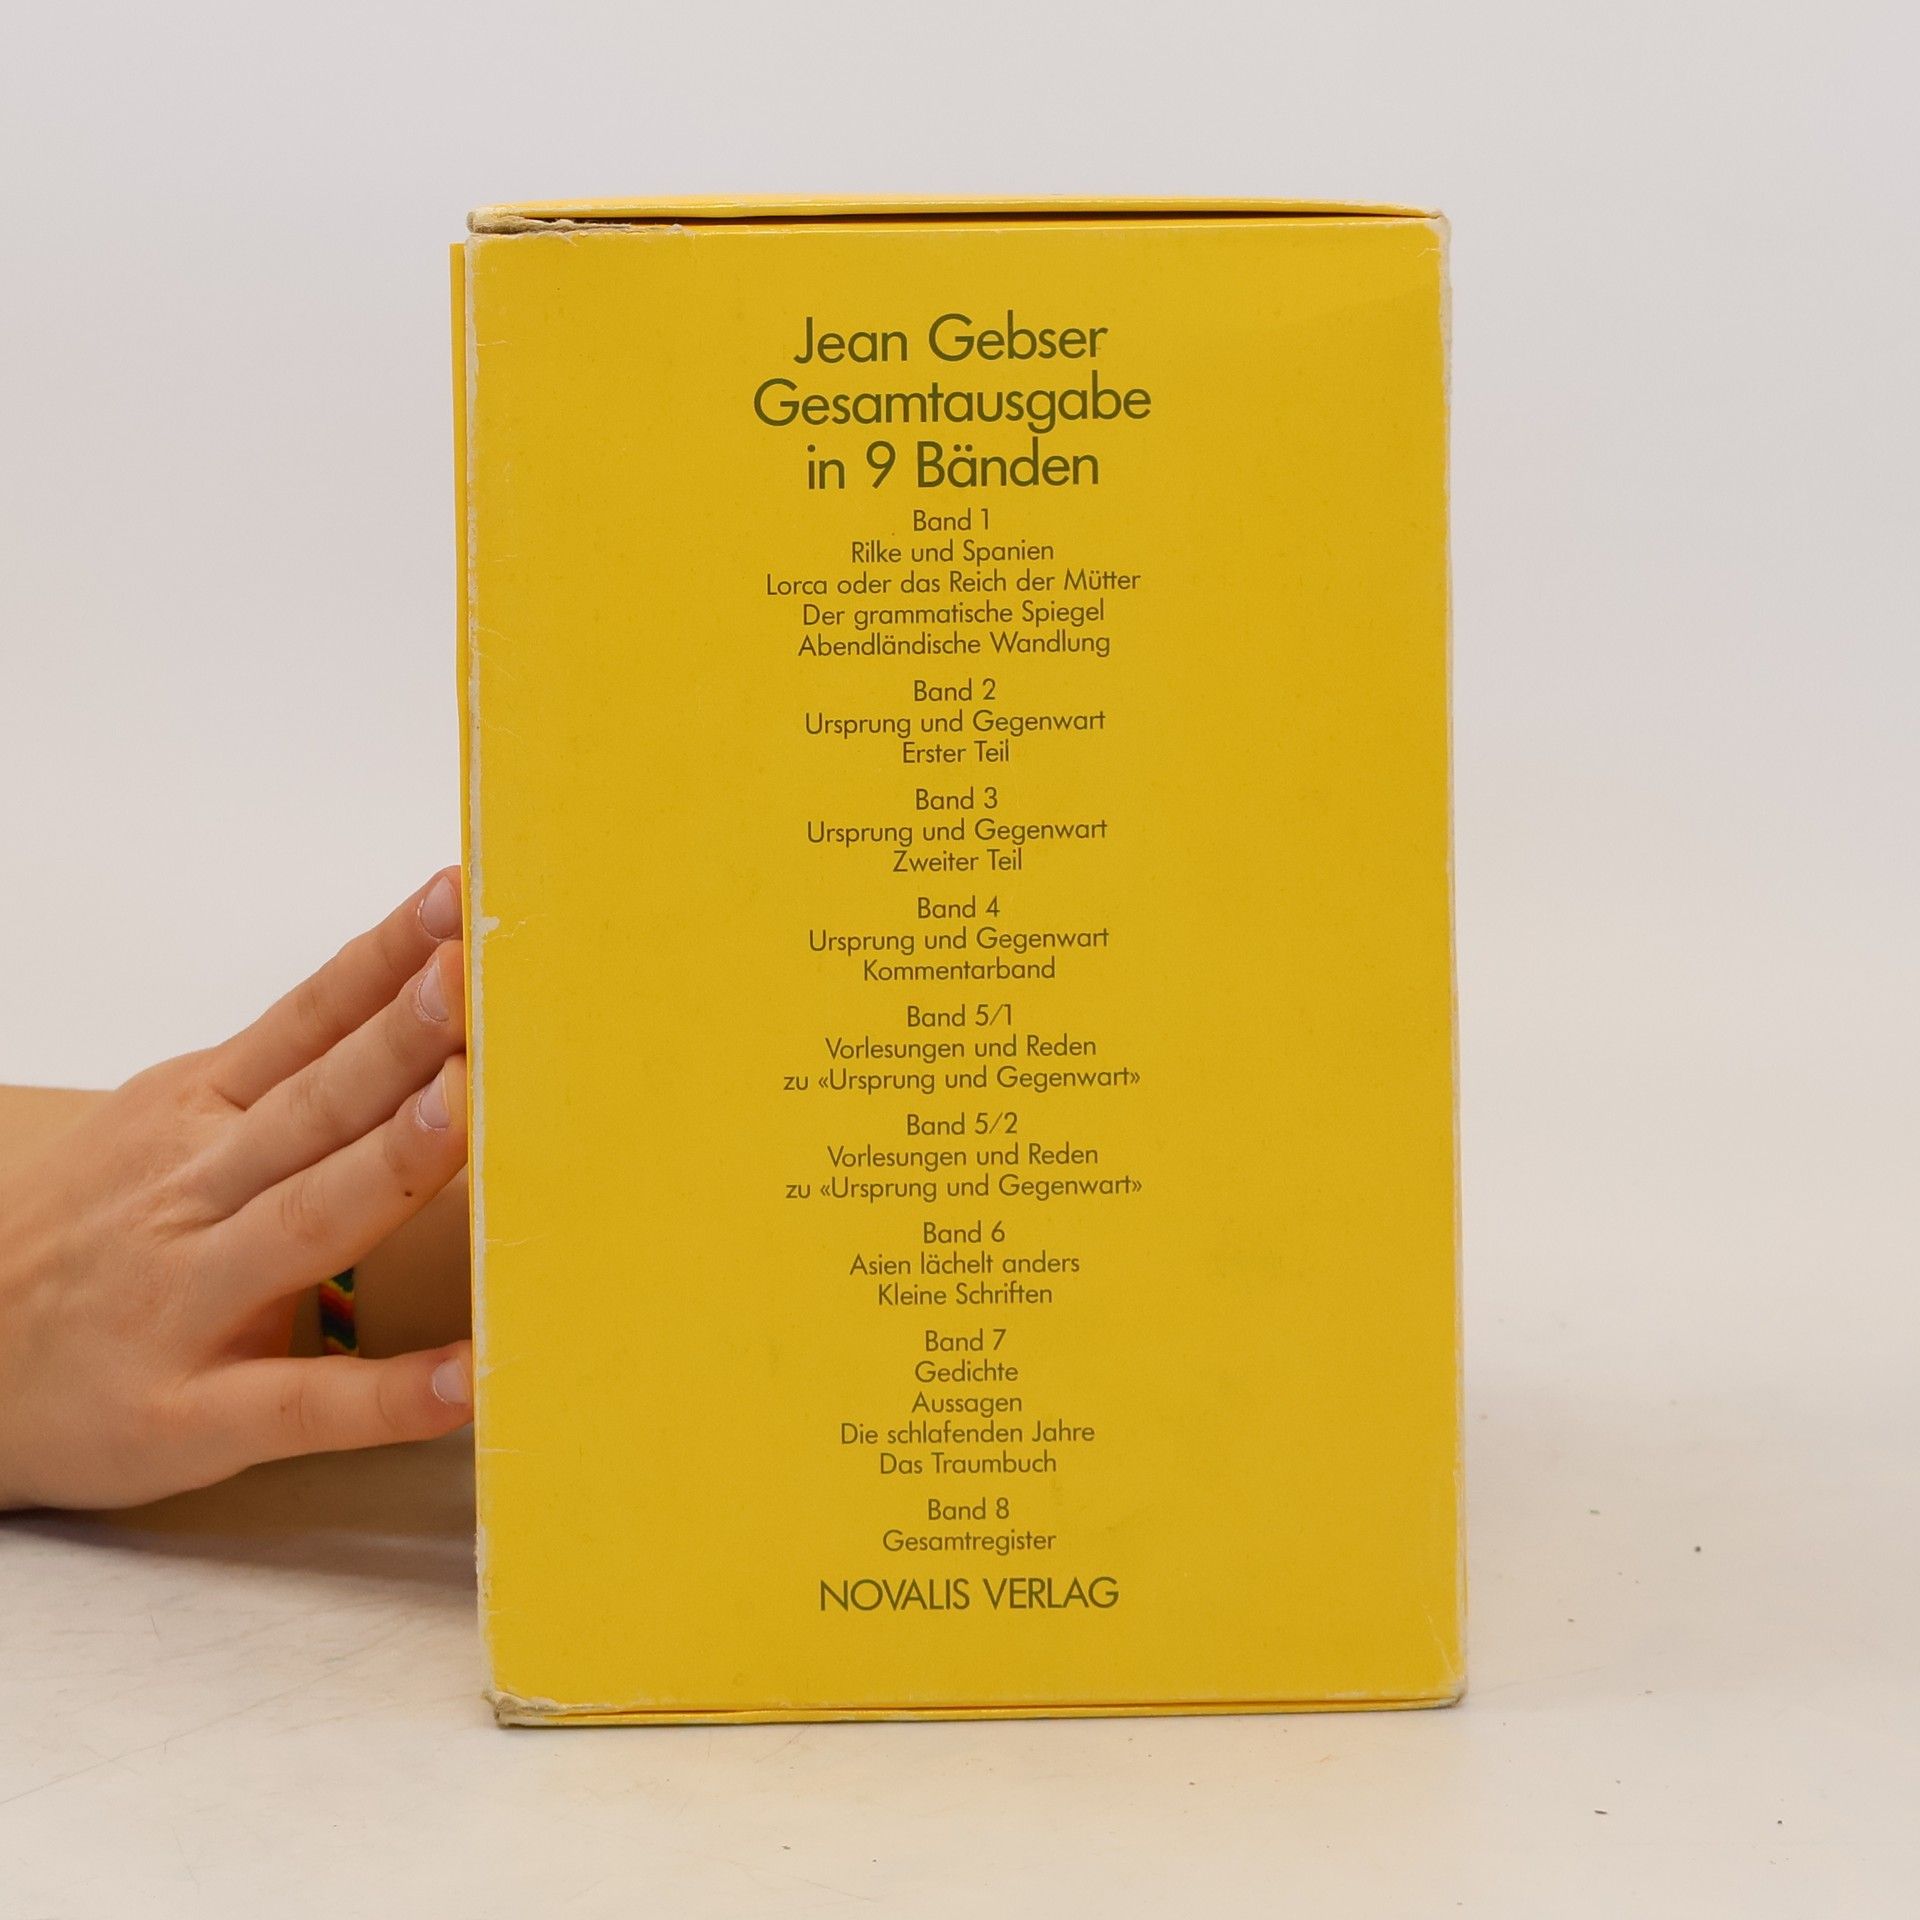 Jean Gebser
Gesamtausgabe
in 9 Bänden
Band 1
Rilke und Spanien
Lorca oder das Reich der Mütter
Der grammatische Spiegel
Abendländische Wandlung
Band 2
Ursprung und Gegenwart
Erster Teil
Band 3
Ursprung und Gegenwart
Zweiter Teil
Band 4
Ursprung und Gegenwart
Kommentarband
Band 5/1
Vorlesungen und Reden
zu «Ursprung und Gegenwart»
Band 5/2
Vorlesungen und Reden
zu «Ursprung und Gegenwart»
Band 6
Asien lächelt anders
Kleine Schriften
Band 7
Gedichte
Aussagen
Die schlafenden Jahre
Das Traumbuch
Band 8
Gesamtregister
NOVALIS VERLAG